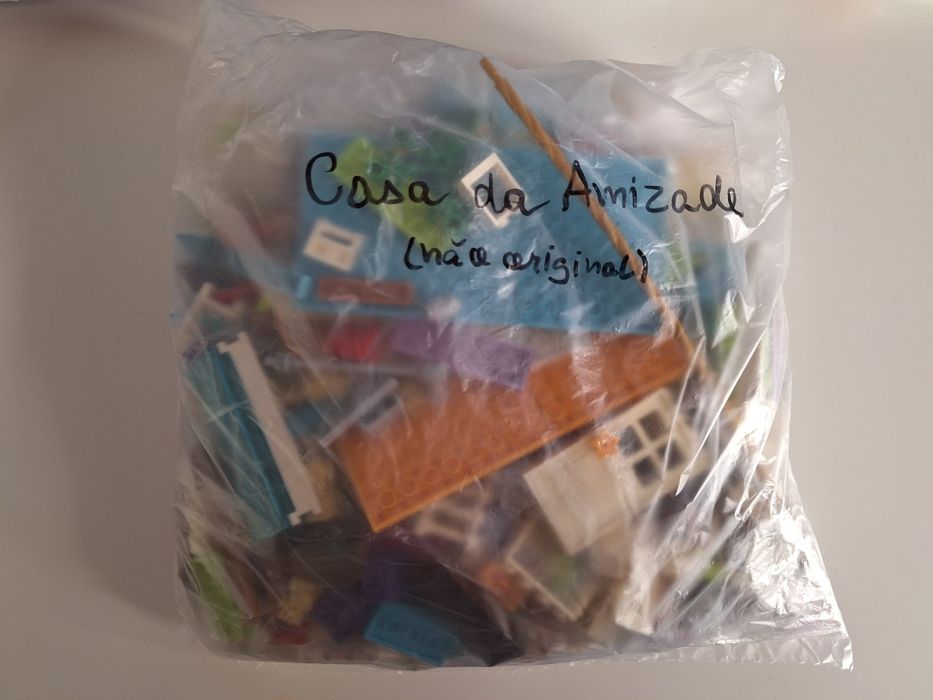 Casa da Amizade
(não original)